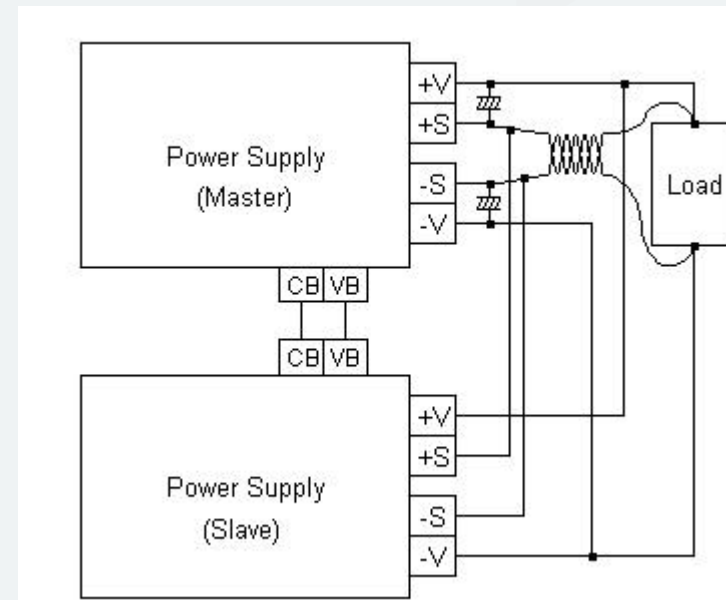 Power Supply
(Master)
+V
+S
-S
-V
CB VB
CB VB
Power Supply
(Slave)
+V
+S
-S
-V
Load